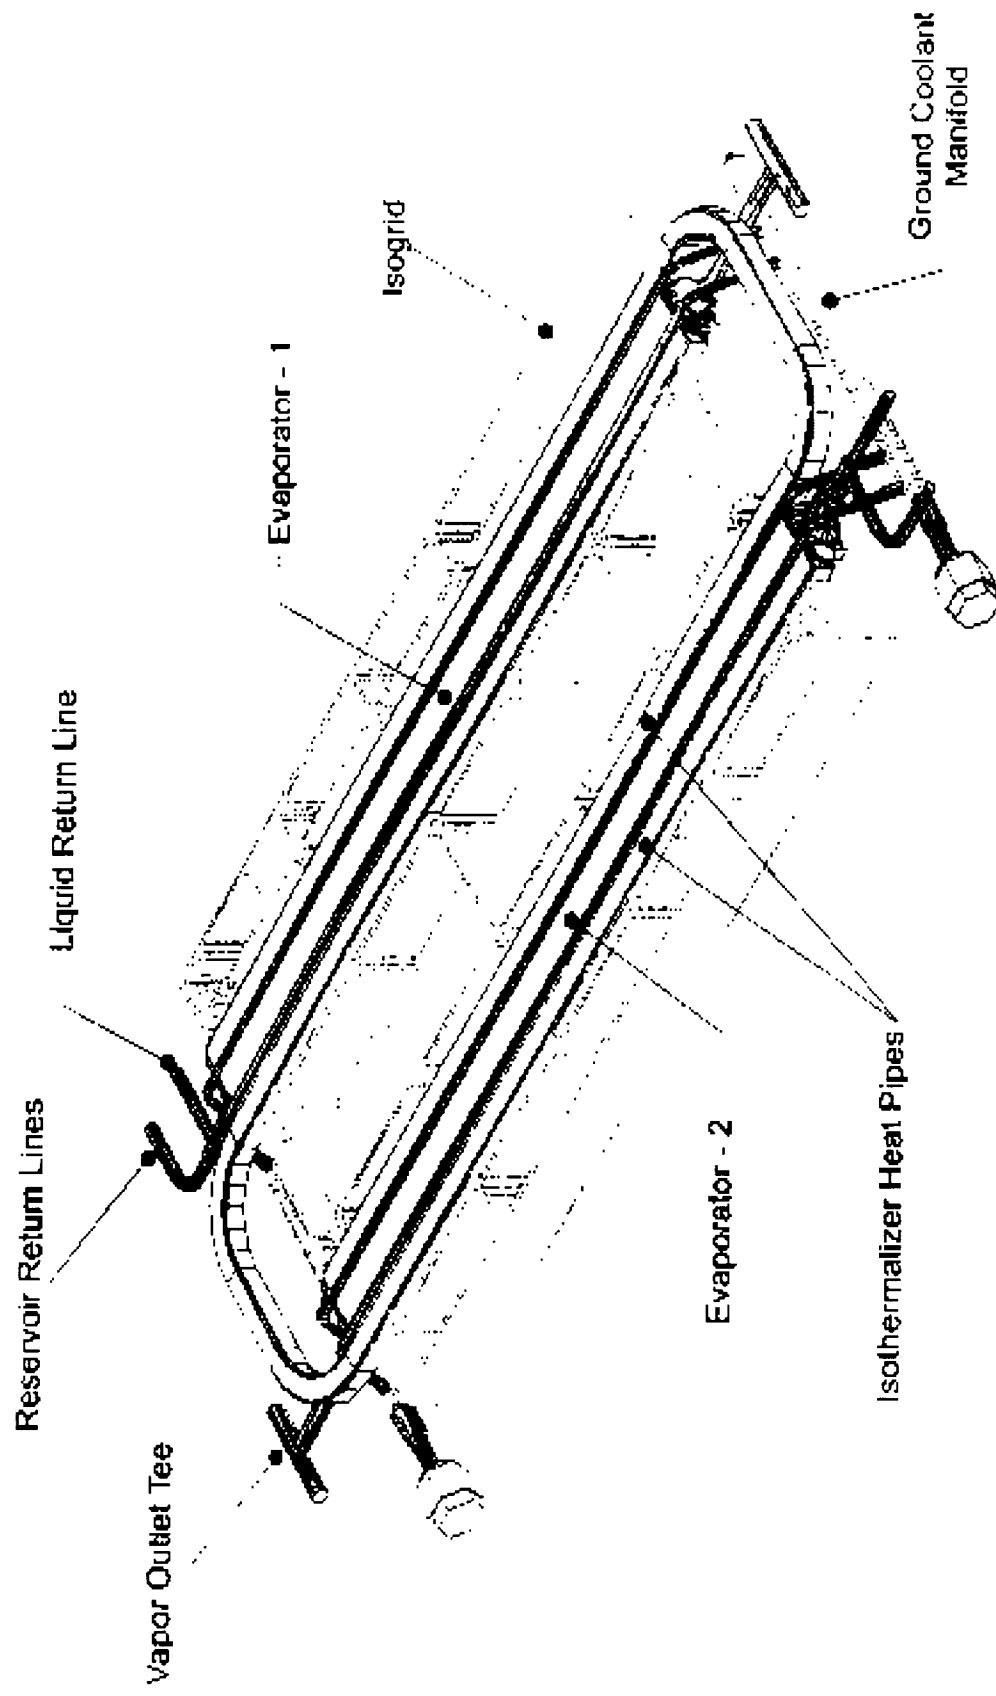 Reservoir Return Lines
Liquid Return Line
Vapor Outlet Tee
Evaporator - 1
Isogrid
Ground Coolant
Manifold
Evaporator - 2
Isothermalizer Heat Pipes